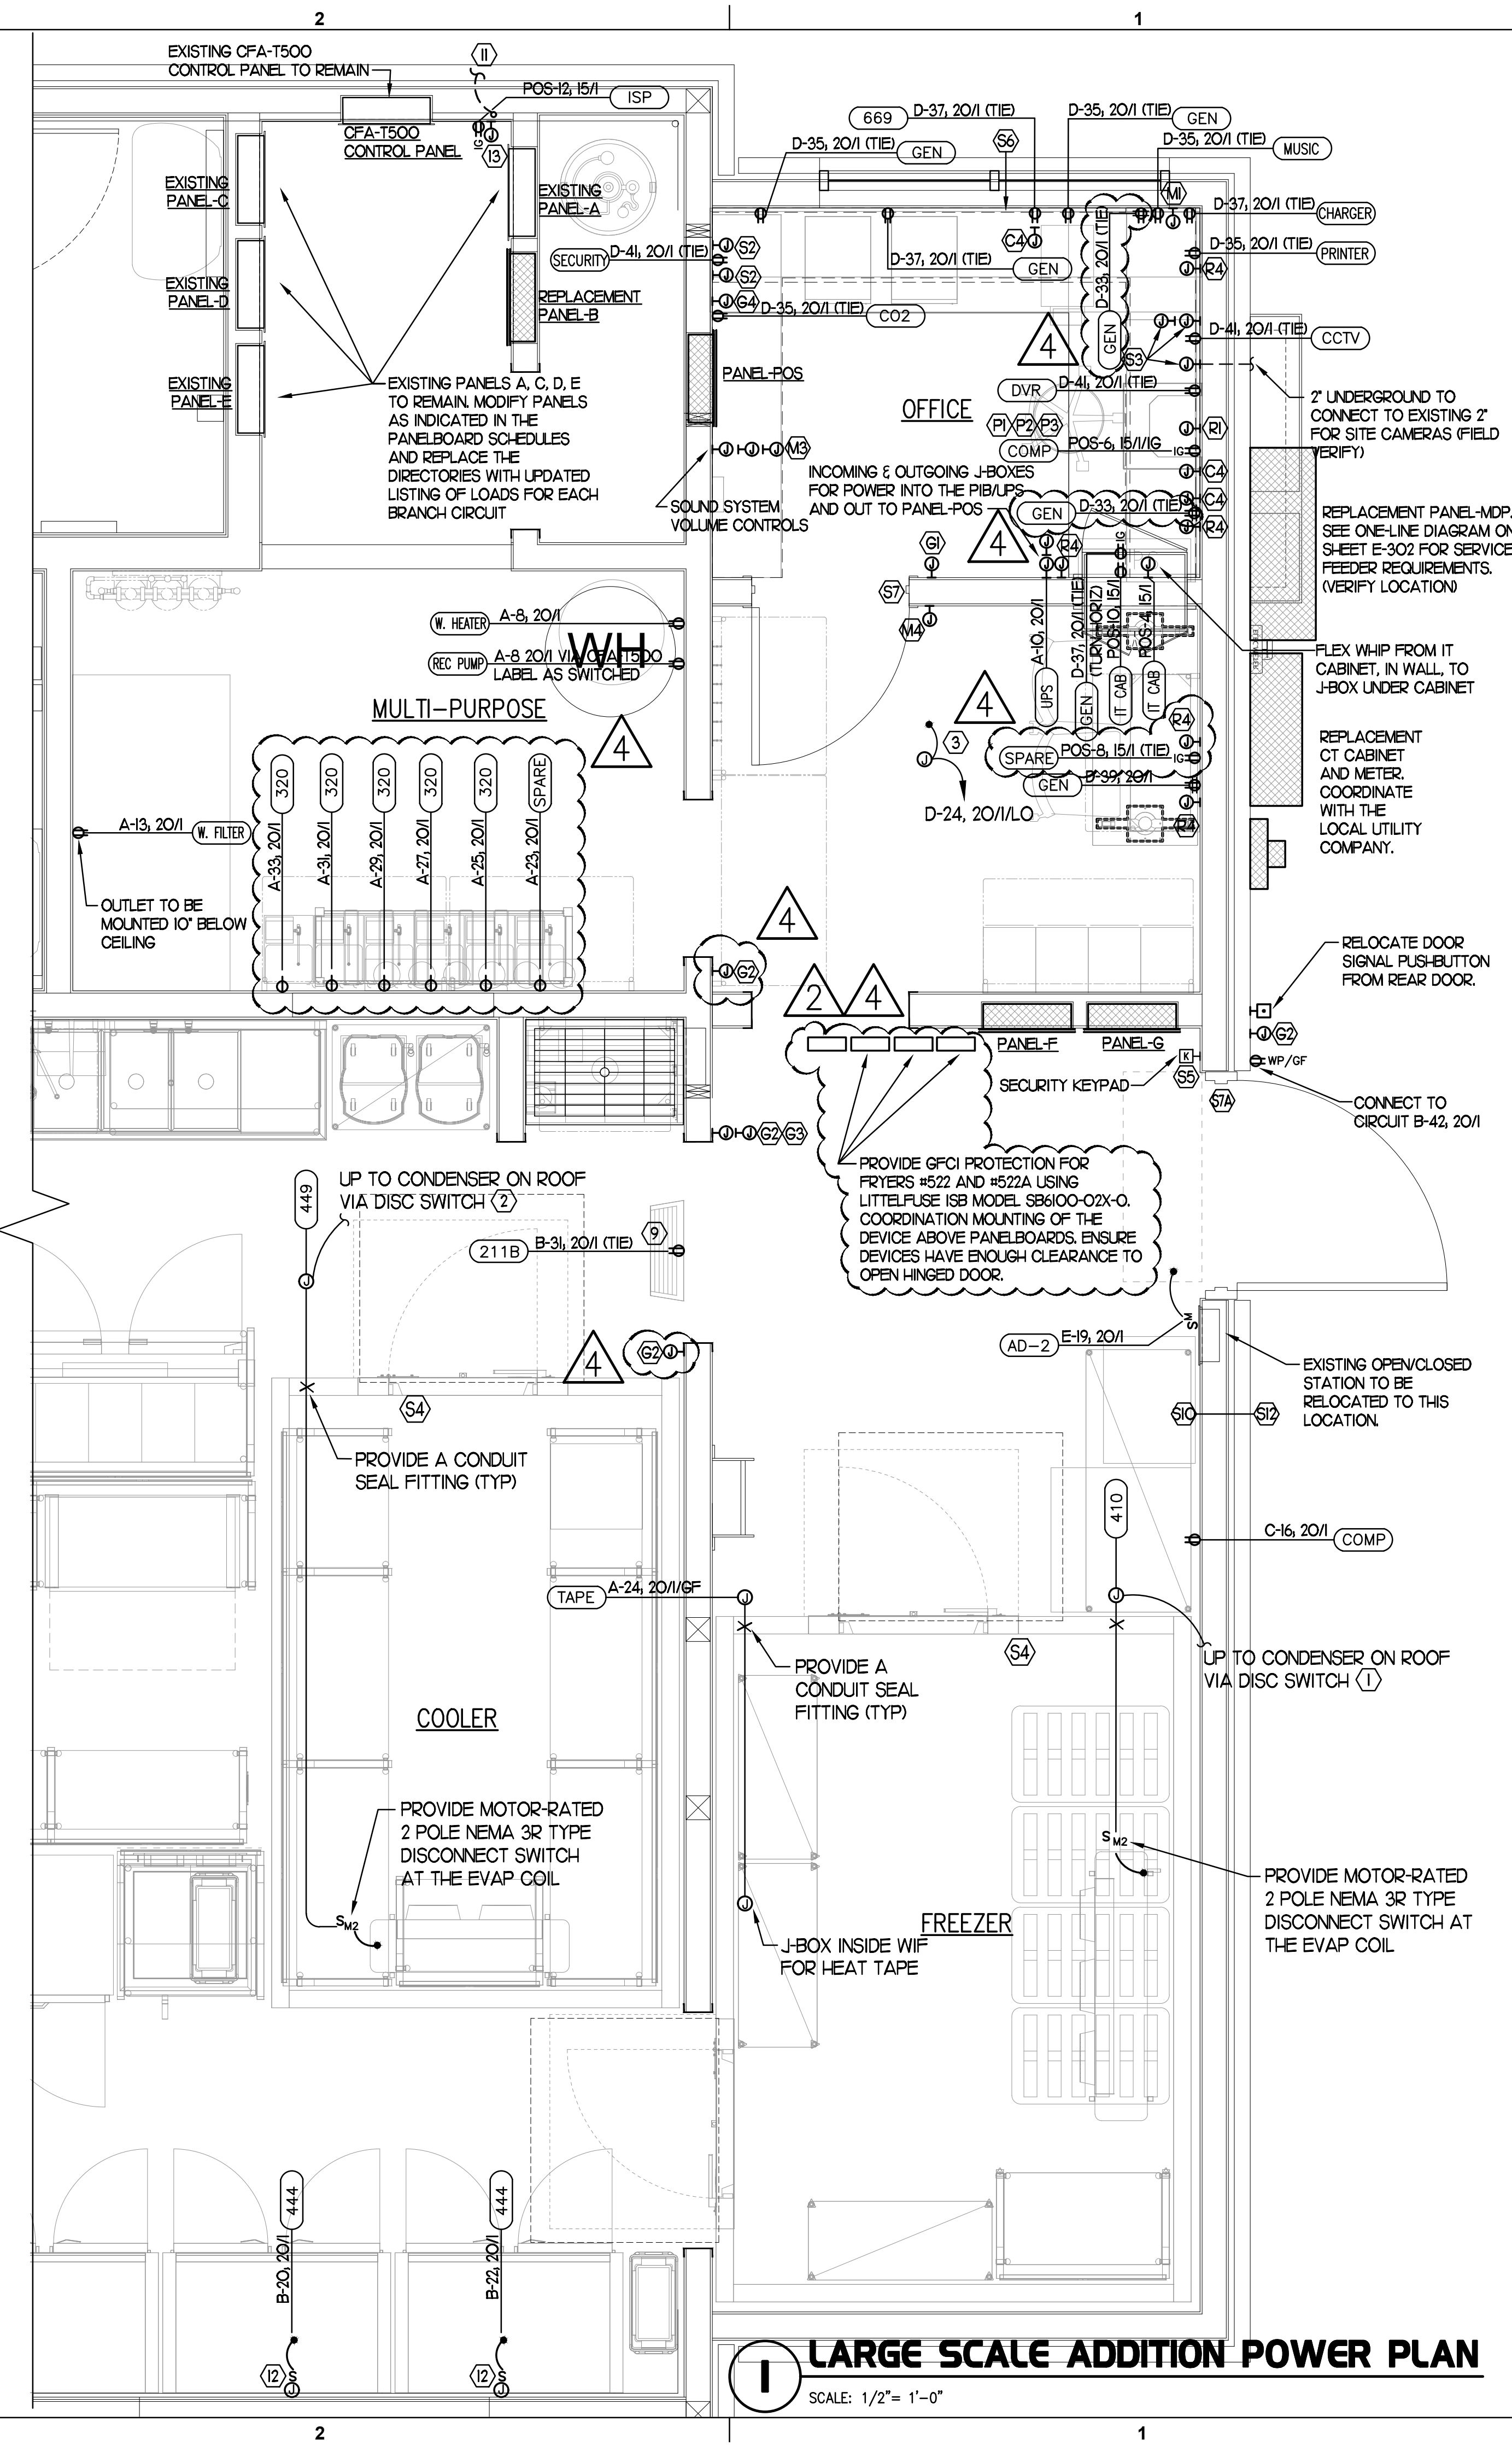 2
1
EXISTING CFA-T500
CONTROL PANEL TO REMAIN
11
POS-12, 15/1
ISP
CFA-T500
CONTROL PANEL
IG
J
13
EXISTING
PANEL-C
EXISTING
PANEL-A
EXISTING
PANEL-D
REPLACEMENT
PANEL-B
EXISTING
PANEL-E
EXISTING PANELS A, C, D, E
TO REMAIN. MODIFY PANELS
AS INDICATED IN THE
PANELBOARD SCHEDULES
AND REPLACE THE
DIRECTORIES WITH UPDATED
LISTING OF LOADS FOR EACH
BRANCH CIRCUIT
669
D-37, 20/1 (TIE)
D-35, 20/1 (TIE)
GEN
D-35, 20/1 (TIE)
GEN
S6
D-35, 20/1 (TIE)
MUSIC
M1
J
D-37, 20/1 (TIE)
CHARGER
C4
J
SECURITY
D-41, 20/1 (TIE)
J
S2
J
S2
D-37, 20/1 (TIE)
GEN
D-33, 20/1 (TIE)
GEN
D-35, 20/1 (TIE)
PRINTER
J
R4
J
G4
D-35, 20/1 (TIE)
CO2
J
J
D-41, 20/1 (TIE)
CCTV
4
S3
J
PANEL-POS
DVR
D-41, 20/1 (TIE)
2" UNDERGROUND TO
CONNECT TO EXISTING 2"
FOR SITE CAMERAS (FIELD
VERIFY)
OFFICE
P1
P2
P3
J
R1
COMP
POS-6, 15/1/IG
IG
J
J
J
M3
J
C4
INCOMING & OUTGOING J-BOXES
FOR POWER INTO THE PIB/UPS
AND OUT TO PANEL-POS
SOUND SYSTEM
VOLUME CONTROLS
J
C4
GEN
D-33, 20/1 (TIE)
J
R4
REPLACEMENT PANEL-MDP.
SEE ONE-LINE DIAGRAM ON
SHEET E-302 FOR SERVICE
FEEDER REQUIREMENTS.
(VERIFY LOCATION)
4
G1
J
J
R4
J
J
IG
J
S7
M4
J
A-10, 20/1
UPS
D-37, 20/1 (TIE)
(TURN HORIZ)
GEN
POS-10, 15/1
IT CAB
POS-4, 15/1
IT CAB
FLEX WHIP FROM IT
CABINET, IN WALL, TO
J-BOX UNDER CABINET
W. HEATER
A-8, 20/1
WH
REC PUMP
A-8 20/1 VIA CFA-T500
LABEL AS SWITCHED
MULTI-PURPOSE
4
4
3
J
D-24, 20/1/LO
R4
J
SPARE
POS-8, 15/1 (TIE)
IG
GEN
D-39, 20/1
J
R4
REPLACEMENT
CT CABINET
AND METER.
COORDINATE
WITH THE
LOCAL UTILITY
COMPANY.
320
320
320
320
320
SPARE
A-33, 20/1
A-31, 20/1
A-29, 20/1
A-27, 20/1
A-25, 20/1
A-23, 20/1
A-13, 20/1
W. FILTER
OUTLET TO BE
MOUNTED 10" BELOW
CEILING
4
J
G2
RELOCATE DOOR
SIGNAL PUSHBUTTON
FROM REAR DOOR.
2
4
PANEL-F
PANEL-G
J
G2
SECURITY KEYPAD
K
S5
WP/GF
S7A
CONNECT TO
CIRCUIT B-42, 20/1
J
J
G2
G3
PROVIDE GFCI PROTECTION FOR
FRYERS #522 AND #522A USING
LITTELFUSE ISB MODEL SB6100-02X-0.
COORDINATION MOUNTING OF THE
DEVICE ABOVE PANELBOARDS. ENSURE
DEVICES HAVE ENOUGH CLEARANCE TO
OPEN HINGED DOOR.
449
UP TO CONDENSER ON ROOF
VIA DISC SWITCH
2
211B
B-31, 20/1 (TIE)
9
J
AD-2
E-19, 20/1
SM
4
G2
J
EXISTING OPEN/CLOSED
STATION TO BE
RELOCATED TO THIS
LOCATION.
S4
S10
S12
PROVIDE A CONDUIT
SEAL FITTING (TYP)
410
C-16, 20/1
COMP
TAPE
A-24, 20/1/GF
J
J
S4
PROVIDE A
CONDUIT SEAL
FITTING (TYP)
UP TO CONDENSER ON ROOF
VIA DISC SWITCH
1
COOLER
PROVIDE MOTOR-RATED
2 POLE NEMA 3R TYPE
DISCONNECT SWITCH
AT THE EVAP COIL
SM2
SM2
PROVIDE MOTOR-RATED
2 POLE NEMA 3R TYPE
DISCONNECT SWITCH AT
THE EVAP COIL
J
FREEZER
J-BOX INSIDE WIF
FOR HEAT TAPE
444
444
B-20, 20/1
B-22, 20/1
12
S
J
12
S
J
1
LARGE SCALE ADDITION POWER PLAN
SCALE: 1/2"= 1'-0"
2
1